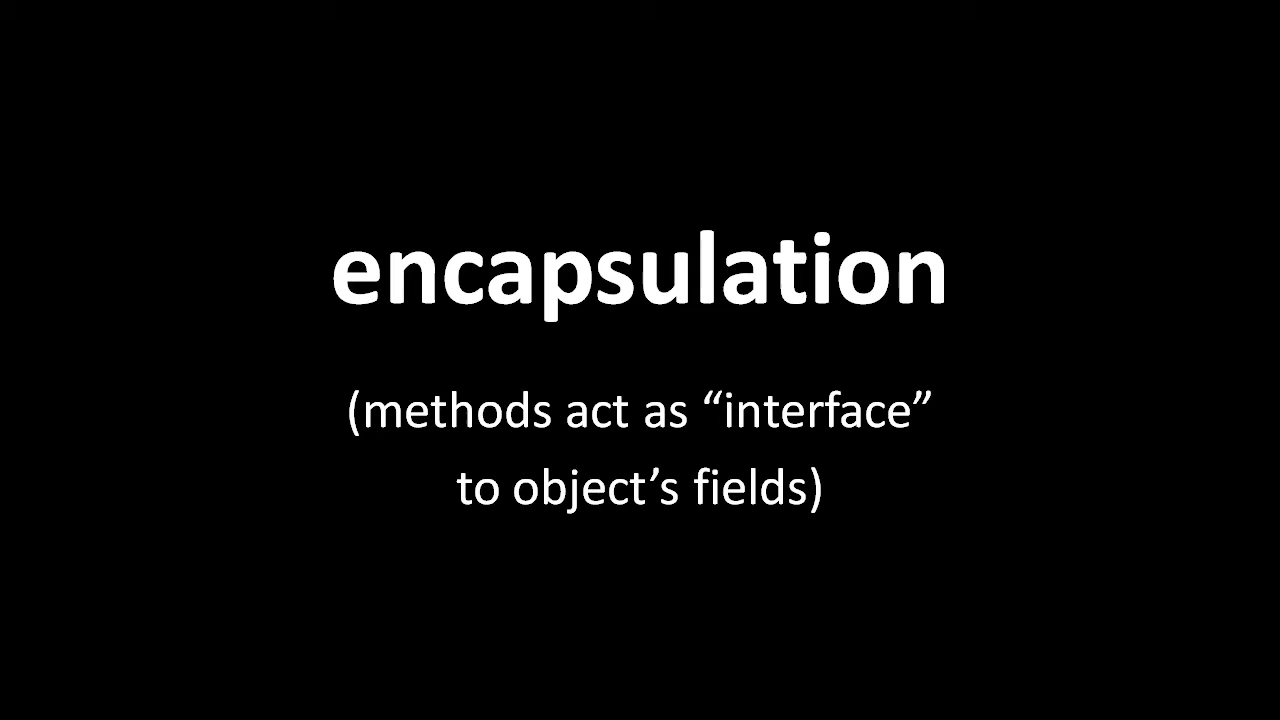 encapsulation
(methods act as “interface”
to object’s fields)